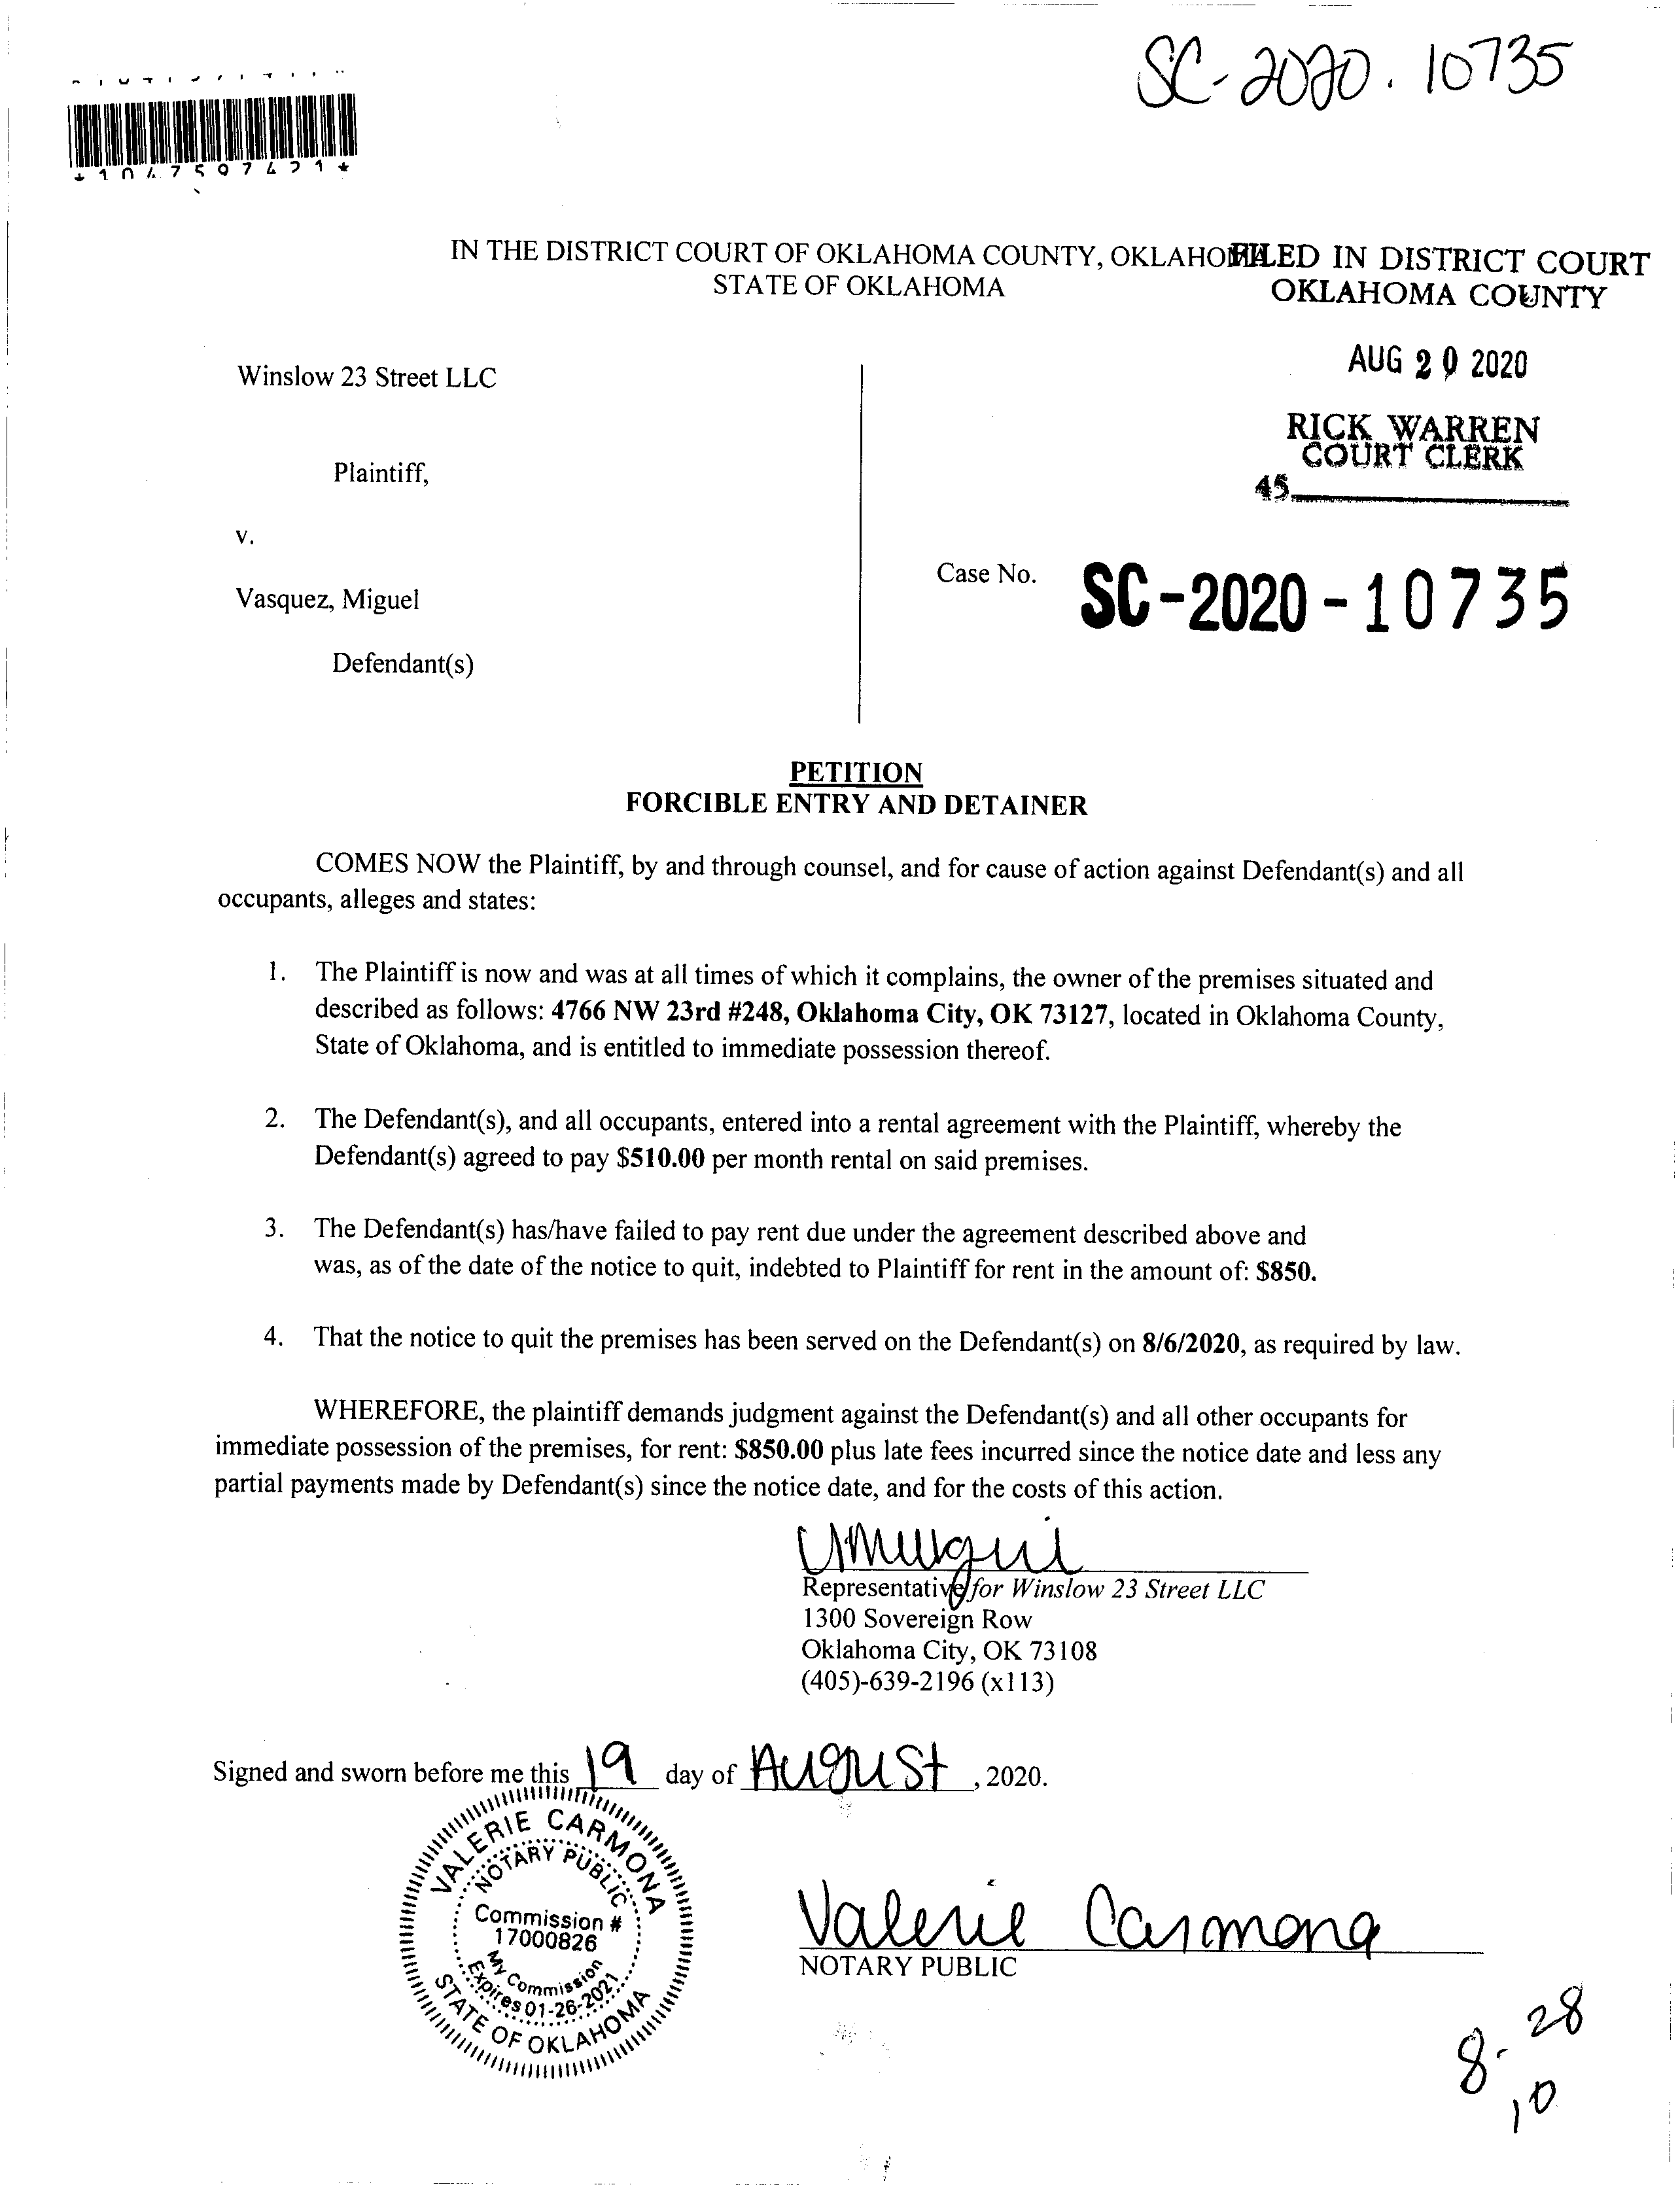 SC-2020-10735
*1047597421*
IN THE DISTRICT COURT OF OKLAHOMA COUNTY, OKLAHOMA
STATE OF OKLAHOMA
FILED IN DISTRICT COURT
OKLAHOMA COUNTY
AUG 20 2020
RICK WARREN
COURT CLERK
45
Winslow 23 Street LLC
Plaintiff,
v.
Vasquez, Miguel
Defendant(s)
Case No.
SC-2020-10735
PETITION
FORCIBLE ENTRY AND DETAINER
COMES NOW the Plaintiff, by and through counsel, and for cause of action against Defendant(s) and all
occupants, alleges and states:
1. The Plaintiff is now and was at all times of which it complains, the owner of the premises situated and
described as follows: 4766 NW 23rd #248, Oklahoma City, OK 73127, located in Oklahoma County,
State of Oklahoma, and is entitled to immediate possession thereof.
2. The Defendant(s), and all occupants, entered into a rental agreement with the Plaintiff, whereby the
Defendant(s) agreed to pay $510.00 per month rental on said premises.
3. The Defendant(s) has/have failed to pay rent due under the agreement described above and
was, as of the date of the notice to quit, indebted to Plaintiff for rent in the amount of: $850.
4. That the notice to quit the premises has been served on the Defendant(s) on 8/6/2020, as required by law.
WHEREFORE, the plaintiff demands judgment against the Defendant(s) and all other occupants for
immediate possession of the premises, for rent: $850.00 plus late fees incurred since the notice date and less any
partial payments made by Defendant(s) since the notice date, and for the costs of this action.
Representative for Winslow 23 Street LLC
1300 Sovereign Row
Oklahoma City, OK 73108
(405)-639-2196 (x113)
Signed and sworn before me this 19 day of August, 2020.
VALERIE CARMONA
NOTARY PUBLIC
Commission #
17000826
My Commission
Expires 01-26-2021
STATE OF OKLAHOMA
Valerie Carmona
NOTARY PUBLIC
8-28
10